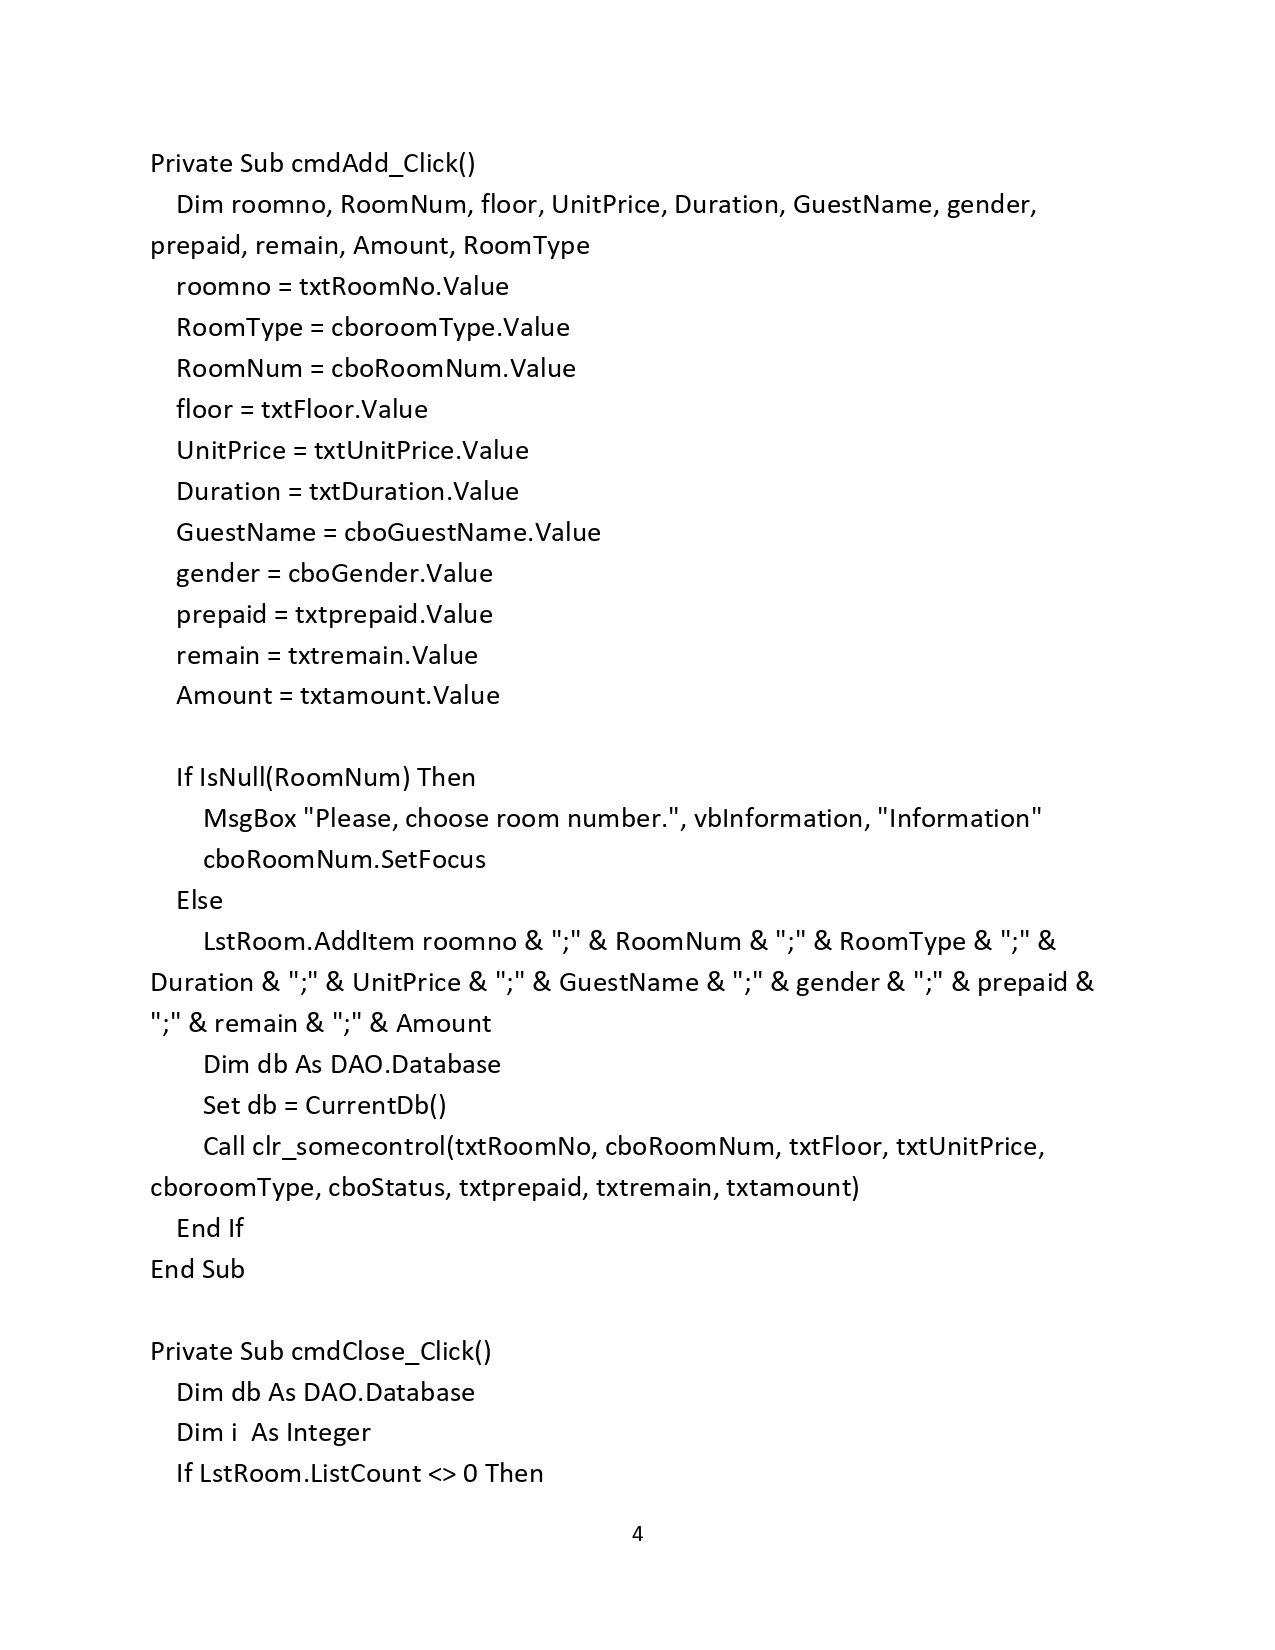 Private Sub cmdAdd_Click()
Dim roomno, RoomNum, floor, UnitPrice, Duration, GuestName, gender,
prepaid, remain, Amount, RoomType
roomno = txtRoomNo.Value
RoomType = cboroomType.Value
RoomNum = cboRoomNum.Value
floor = txtFloor.Value
UnitPrice = txtUnitPrice.Value
Duration = txtDuration.Value
GuestName = cboGuestName.Value
gender = cboGender.Value
prepaid = txtprepaid.Value
remain = txtremain.Value
Amount = txtamount.Value
If IsNull(RoomNum) Then
MsgBox "Please, choose room number.", vbInformation, "Information"
cboRoomNum.SetFocus
Else
LstRoom.AddItem roomno & ";" & RoomNum & ";" & RoomType & ";" &
Duration & ";" & UnitPrice & ";" & GuestName & ";" & gender & ";" & prepaid &
";" & remain & ";" & Amount
Dim db As DAO.Database
Set db = CurrentDb()
Call clr_somecontrol(txtRoomNo, cboRoomNum, txtFloor, txtUnitPrice,
cboroomType, cboStatus, txtprepaid, txtremain, txtamount)
End If
End Sub
Private Sub cmdClose_Click()
Dim db As DAO.Database
Dim i  As Integer
If LstRoom.ListCount <> 0 Then
4